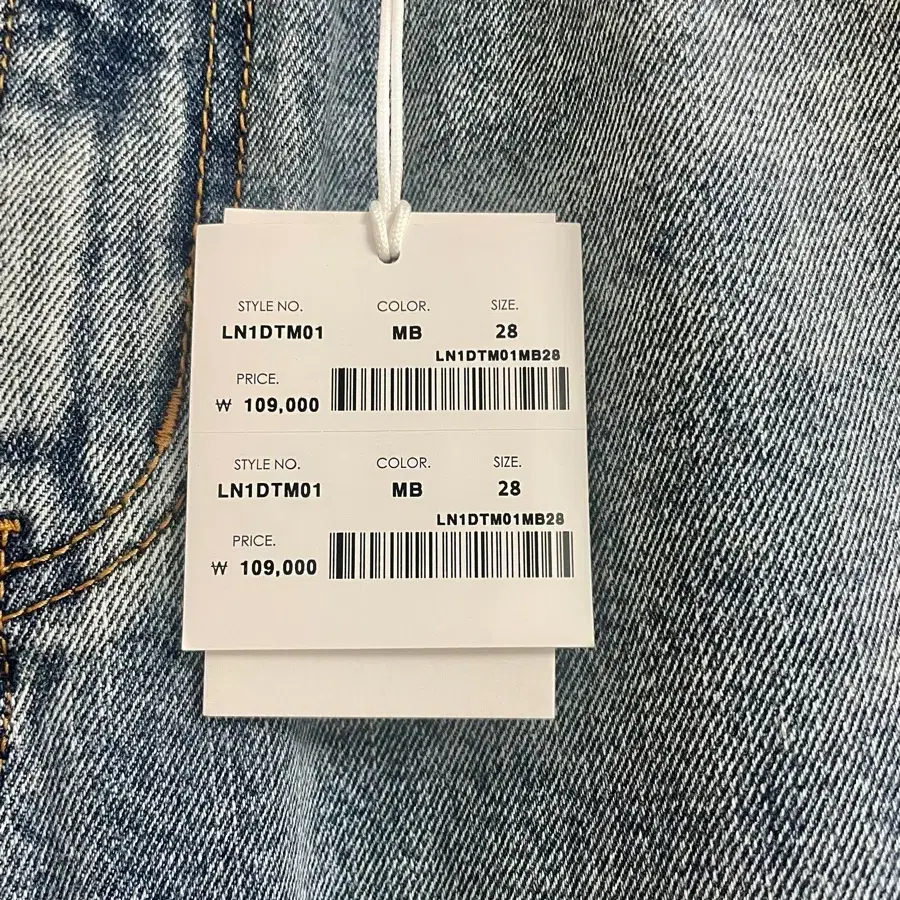 STYLE NO. COLOR. SIZE.
LN1DTM01 MB 28
LN1DTM01MB28
PRICE.
₩ 109,000
STYLE NO. COLOR. SIZE.
LN1DTM01 MB 28
LN1DTM01MB28
PRICE.
₩ 109,000